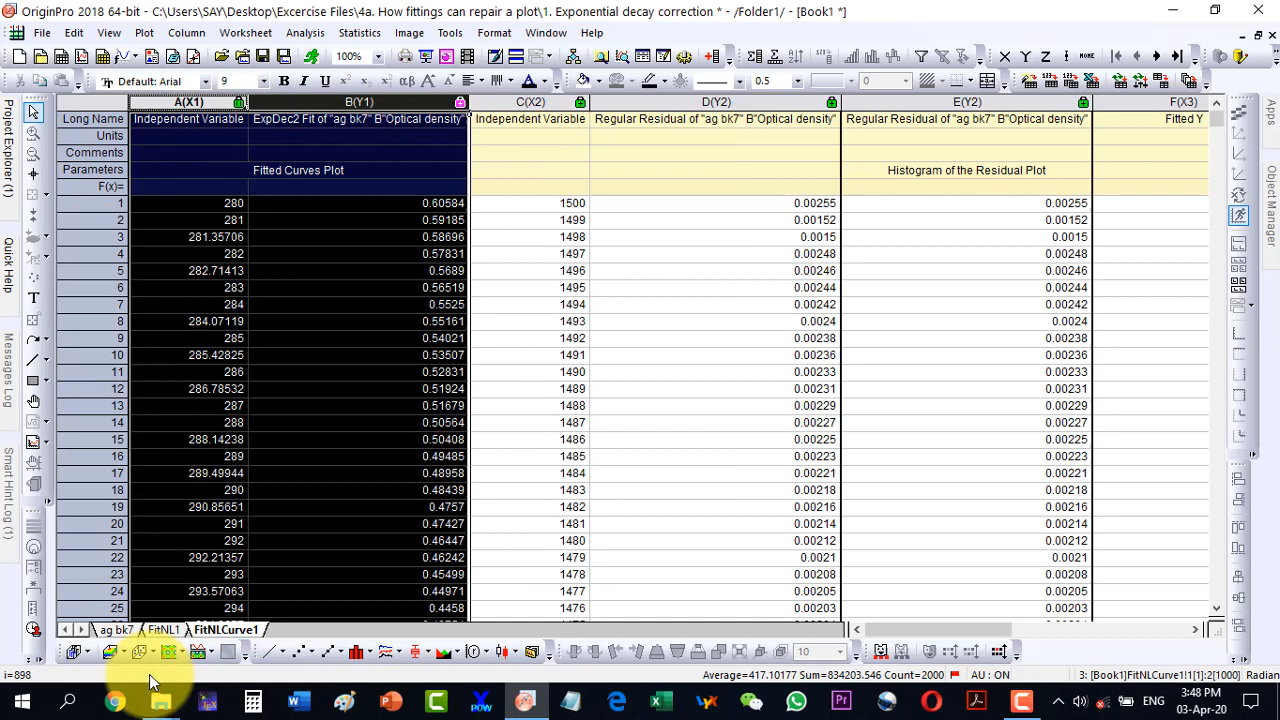 OriginPro 2018 64-bit - C:\Users\SAY\Desktop\Excercise Files\4a. How fittings can repair a plot\1. Exponential decay correction * - /Folder1/ - [Book1 *]
File Edit View Plot Column Worksheet Analysis Statistics Image Tools Format Window Help
100%
Default: Arial 9 B I U αβ A A A 0.5 0
A(X1) B(Y1) C(X2) D(Y2) E(Y2) F(X3)
Long Name Independent Variable ExpDec2 Fit of "ag bk7" B"Optical density" Independent Variable Regular Residual of "ag bk7" B"Optical density" Regular Residual of "ag bk7" B"Optical density" Fitted Y
Units
Comments
Parameters Fitted Curves Plot Histogram of the Residual Plot
F(x)=
1 280 0.60584 1500 0.00255 0.00255
2 281 0.59185 1499 0.00152 0.00152
3 281.35706 0.58696 1498 0.0015 0.0015
4 282 0.57831 1497 0.00248 0.00248
5 282.71413 0.5689 1496 0.00246 0.00246
6 283 0.56519 1495 0.00244 0.00244
7 284 0.5525 1494 0.00242 0.00242
8 284.07119 0.55161 1493 0.0024 0.0024
9 285 0.54021 1492 0.00238 0.00238
10 285.42825 0.53507 1491 0.00236 0.00236
11 286 0.52831 1490 0.00233 0.00233
12 286.78532 0.51924 1489 0.00231 0.00231
13 287 0.51679 1488 0.00229 0.00229
14 288 0.50564 1487 0.00227 0.00227
15 288.14238 0.50408 1486 0.00225 0.00225
16 289 0.49485 1485 0.00223 0.00223
17 289.49944 0.48958 1484 0.00221 0.00221
18 290 0.48439 1483 0.00218 0.00218
19 290.85651 0.4757 1482 0.00216 0.00216
20 291 0.47427 1481 0.00214 0.00214
21 292 0.46447 1480 0.00212 0.00212
22 292.21357 0.46242 1479 0.0021 0.0021
23 293 0.45499 1478 0.00208 0.00208
24 293.57063 0.44971 1477 0.00205 0.00205
25 294 0.4458 1476 0.00203 0.00203
Project Explorer (1)
Quick Help
Messages Log
Smart Hint Log (1)
Apps
Object Manager
ag bk7 FitNL1 FitNLCurve1
10
i=898 Average=417.10177 Sum=834203.546 Count=2000 AU : ON 3: [Book1]FitNLCurve1!1[1]:2[1000] Radian
ENG 3:48 PM
03-Apr-20